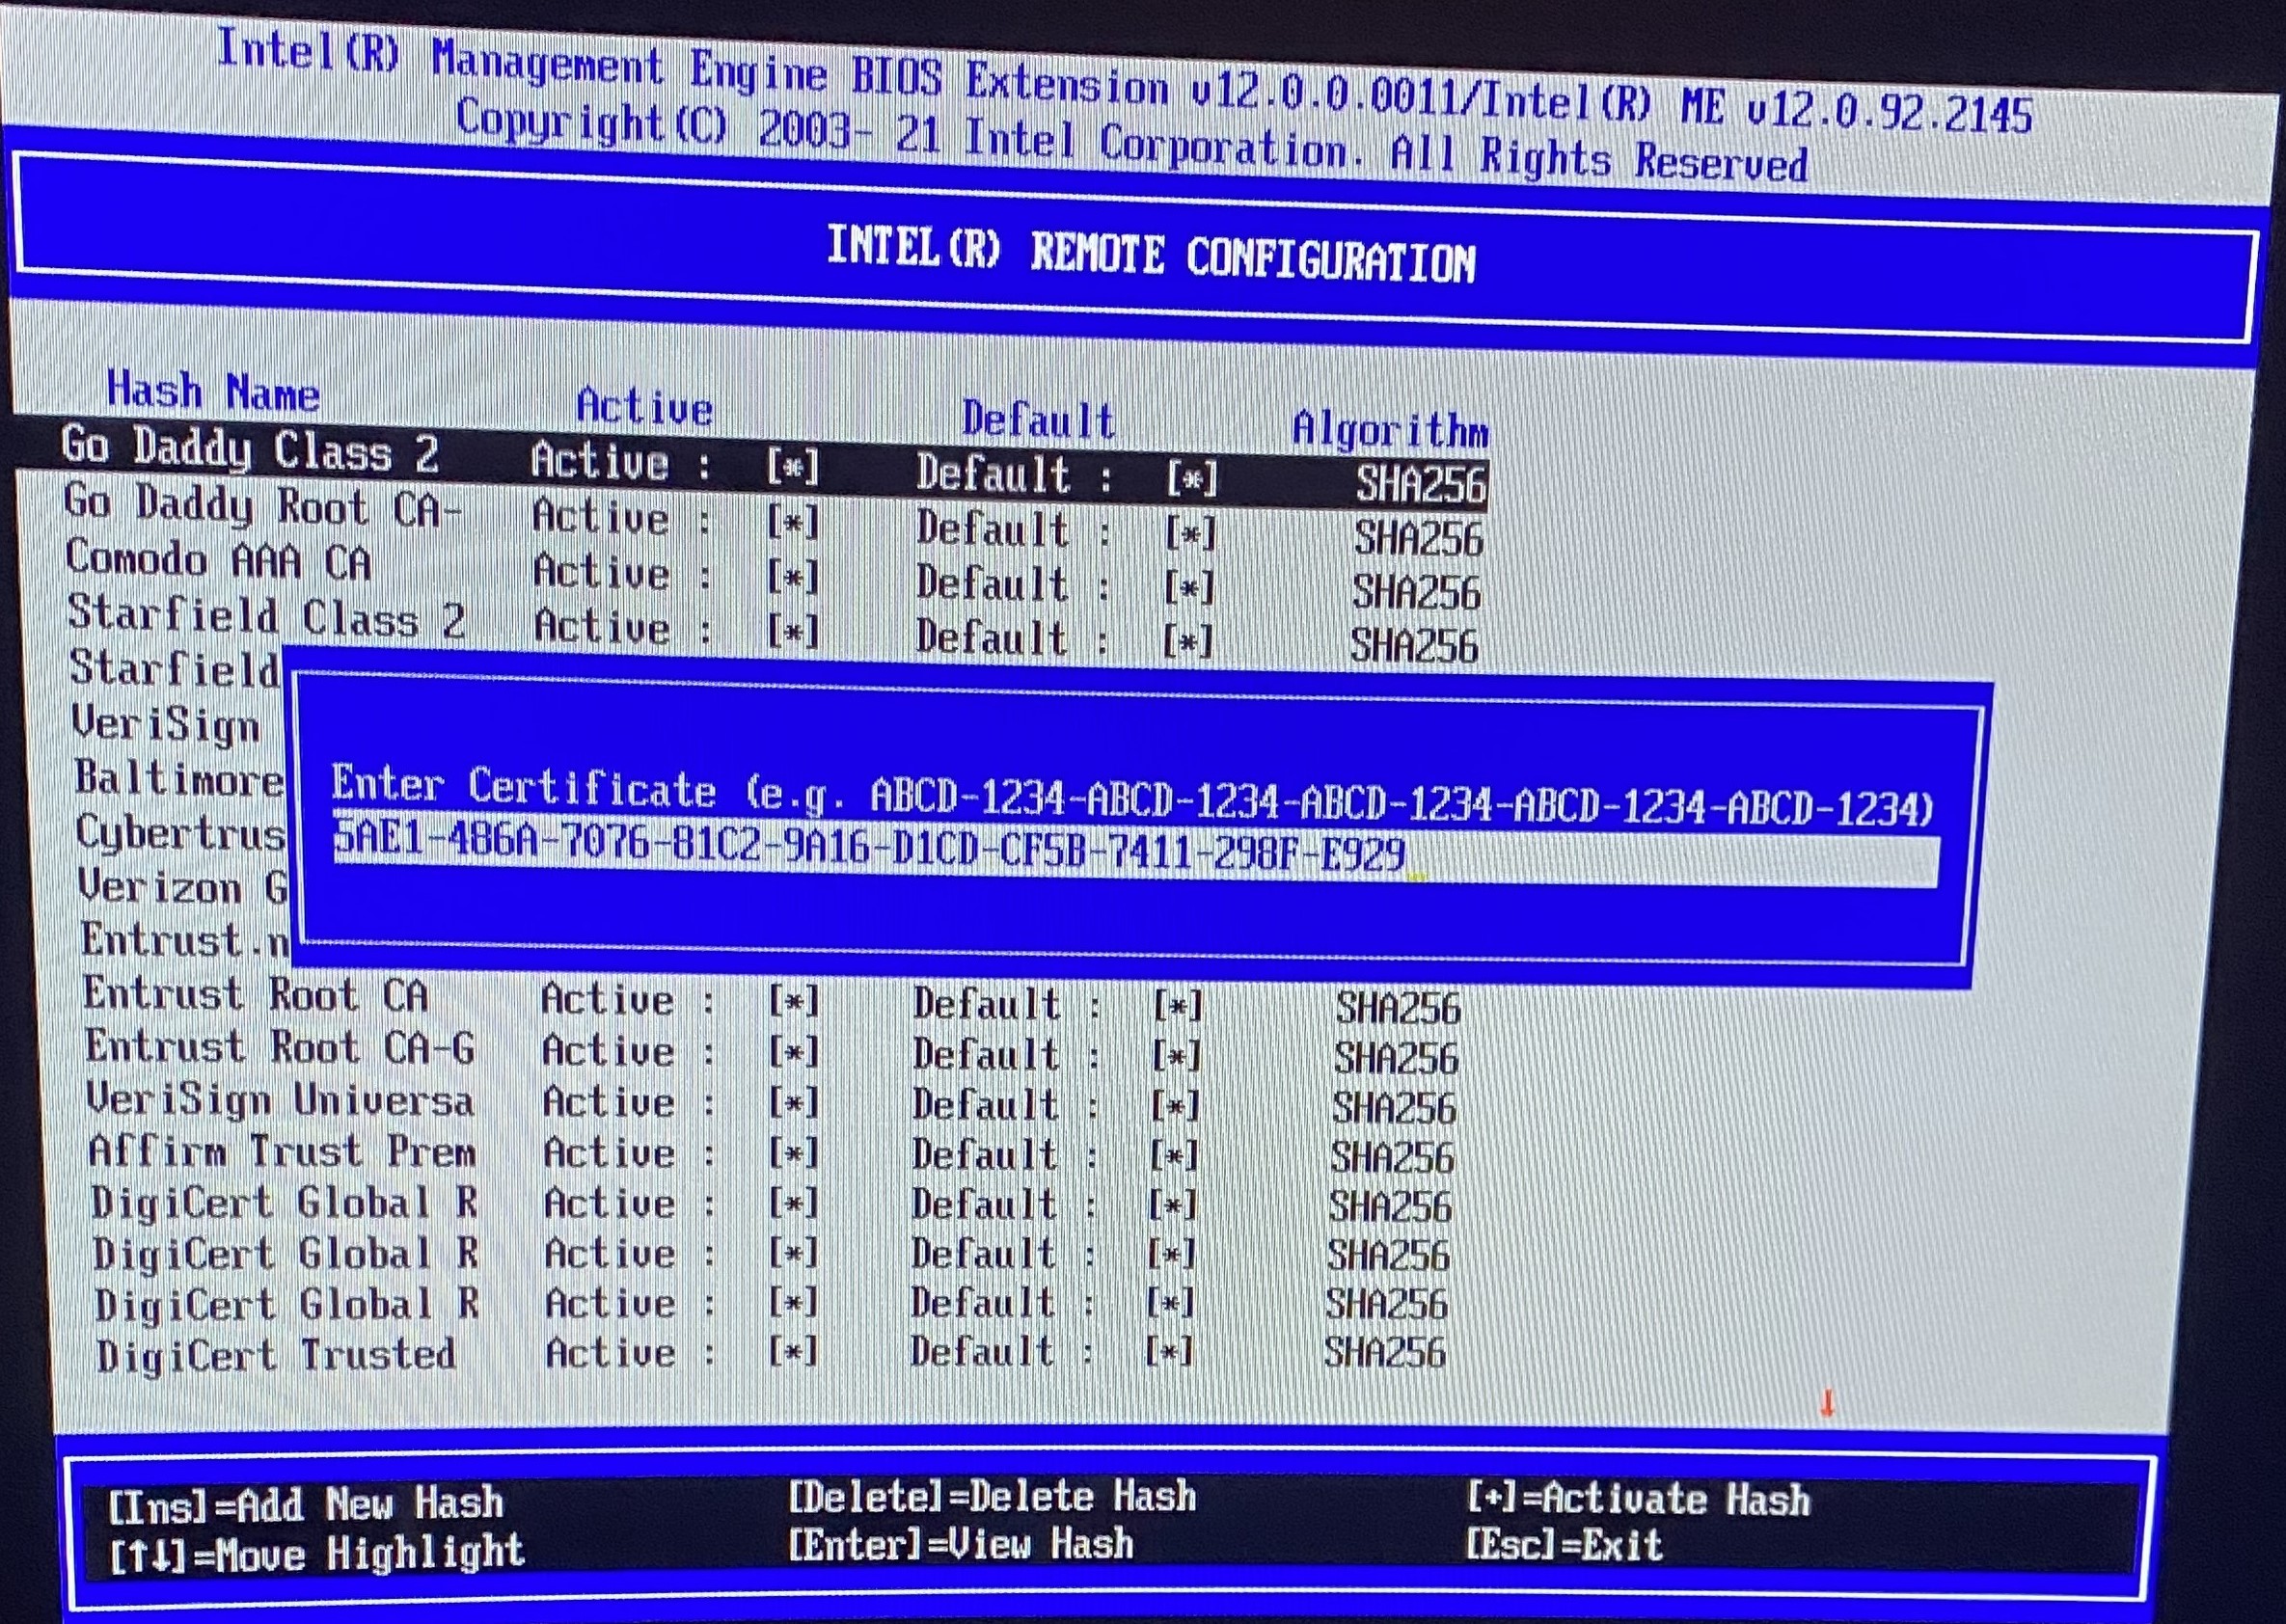 Intel(R) Management Engine BIOS Extension v12.0.0.0011/Intel(R) ME v12.0.92.2145
Copyright(C) 2003- 21 Intel Corporation. All Rights Reserved
INTEL(R) REMOTE CONFIGURATION
Hash Name Active Default Algorithm
Go Daddy Class 2 Active : [*] Default : [*] SHA256
Go Daddy Root CA- Active : [*] Default : [*] SHA256
Comodo AAA CA Active : [*] Default : [*] SHA256
Starfield Class 2 Active : [*] Default : [*] SHA256
Starfield
VeriSign
Baltimore
Enter Certificate (e.g. ABCD-1234-ABCD-1234-ABCD-1234-ABCD-1234-ABCD-1234)
Cybertrus
5AE1-486A-7076-81C2-9A16-D1CD-CF5B-7411-298F-E929
Verizon G
Entrust.n
Entrust Root CA Active : [*] Default : [*] SHA256
Entrust Root CA-G Active : [*] Default : [*] SHA256
VeriSign Universa Active : [*] Default : [*] SHA256
Affirm Trust Prem Active : [*] Default : [*] SHA256
DigiCert Global R Active : [*] Default : [*] SHA256
DigiCert Global R Active : [*] Default : [*] SHA256
DigiCert Global R Active : [*] Default : [*] SHA256
DigiCert Trusted Active : [*] Default : [*] SHA256
↓
[Ins]=Add New Hash [Delete]=Delete Hash [+]=Activate Hash
[↑↓]=Move Highlight [Enter]=View Hash [Esc]=Exit